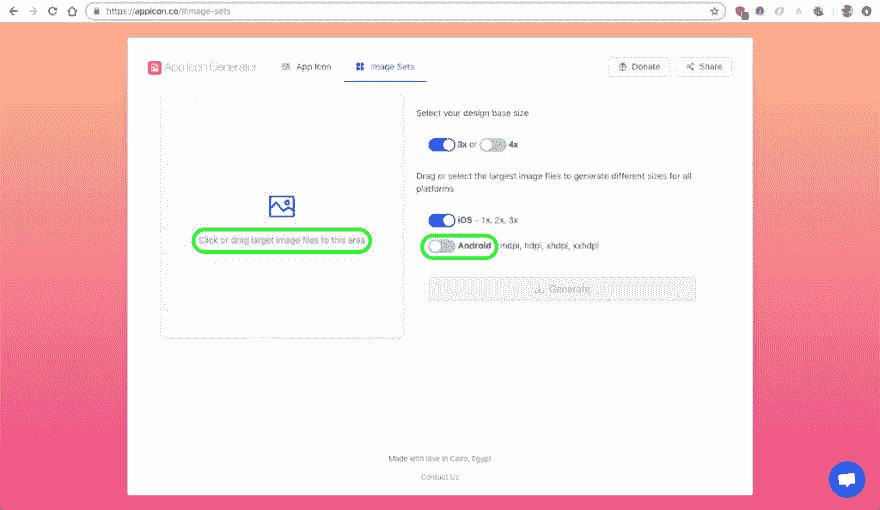 https://appicon.co/#image-sets
App Icon Generator
App Icon
Image Sets
Donate
Share
Click or drag larget image files to this area
Select your design base size
3x or 4x
Drag or select the largest image files to generate different sizes for all
platforms
iOS – 1x, 2x, 3x
Android – mdpi, hdpi, xhdpi, xxhdpi
Generate
Made with love in Cairo, Egypt
Contact Us